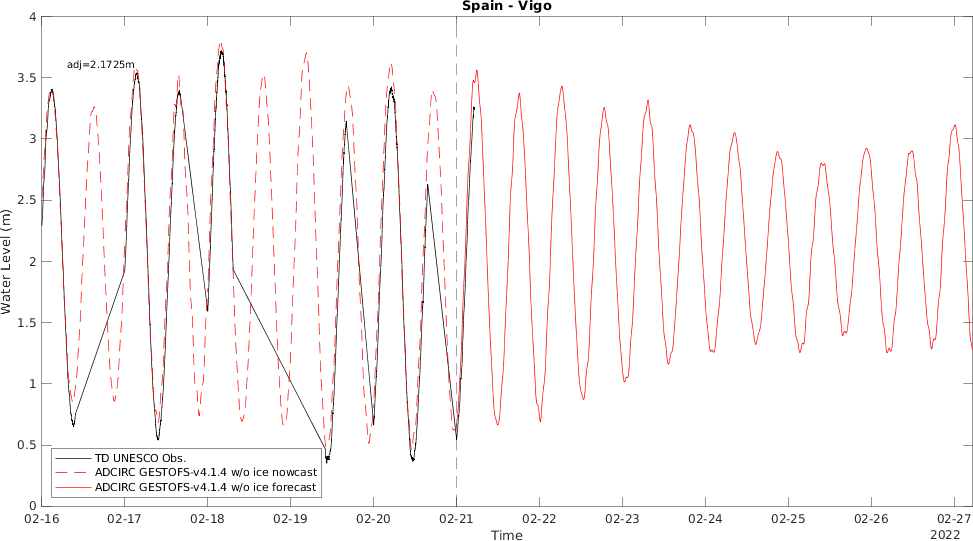 Spain - Vigo
adj=2.1725m
Water Level (m)
4
3.5
3
2.5
2
1.5
1
0.5
0
TD UNESCO Obs.
ADCIRC GESTOFS-v4.1.4 w/o ice nowcast
ADCIRC GESTOFS-v4.1.4 w/o ice forecast
02-16 02-17 02-18 02-19 02-20 02-21 02-22 02-23 02-24 02-25 02-26 02-27
Time
2022